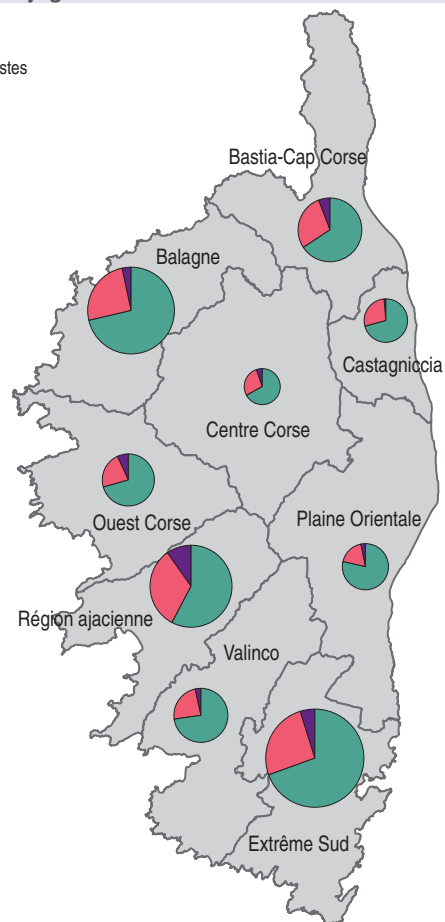 stes
Bastia-Cap Corse
Balagne
Castagniccia
Centre Corse
Ouest Corse
Plaine Orientale
Région ajacienne
Valinco
Extrême Sud